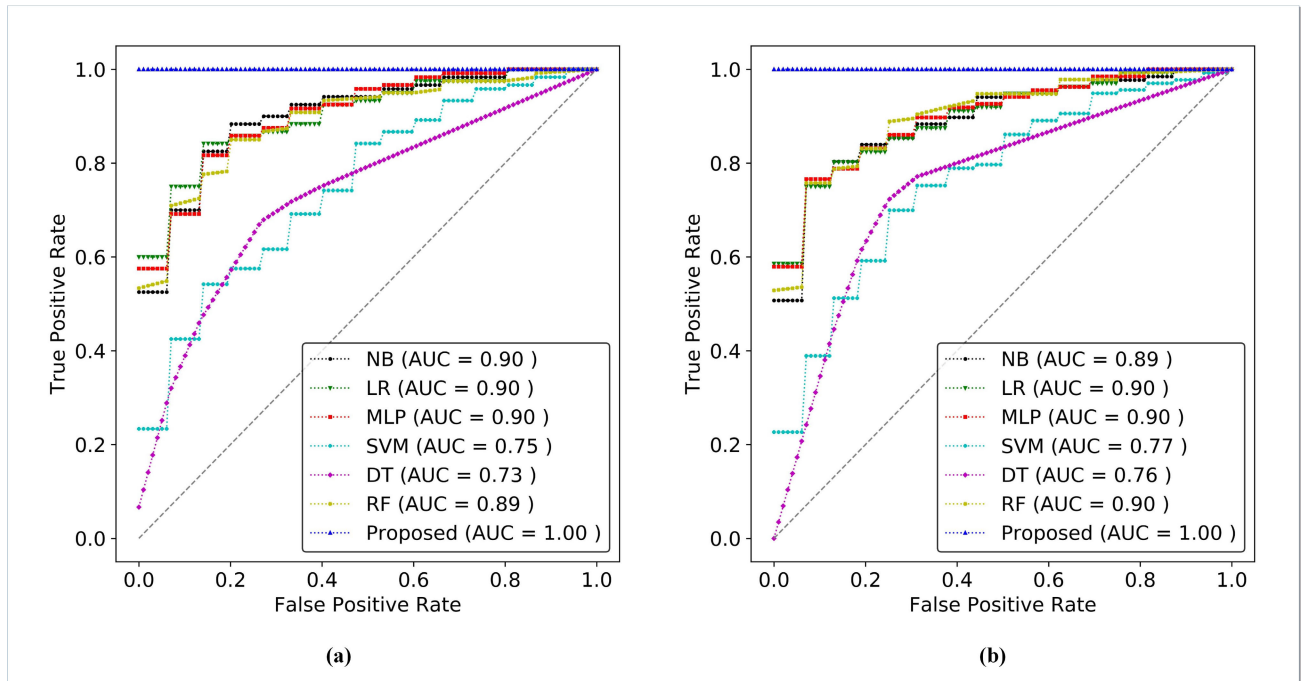 1.0
0.8
0.6
0.4
0.2
0.0
True Positive Rate
NB (AUC = 0.90 )
LR (AUC = 0.90 )
MLP (AUC = 0.90 )
SVM (AUC = 0.75 )
DT (AUC = 0.73 )
RF (AUC = 0.89 )
Proposed (AUC = 1.00 )
0.0 0.2 0.4 0.6 0.8 1.0
False Positive Rate
(a)
1.0
0.8
0.6
0.4
0.2
0.0
True Positive Rate
NB (AUC = 0.89 )
LR (AUC = 0.90 )
MLP (AUC = 0.90 )
SVM (AUC = 0.77 )
DT (AUC = 0.76 )
RF (AUC = 0.90 )
Proposed (AUC = 1.00 )
0.0 0.2 0.4 0.6 0.8 1.0
False Positive Rate
(b)